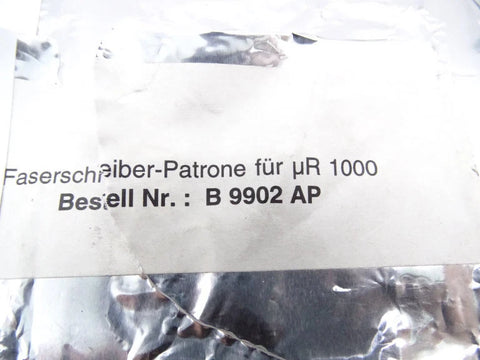 Faserschreiber-Patrone für µR 1000
Bestell Nr. : B 9902 AP